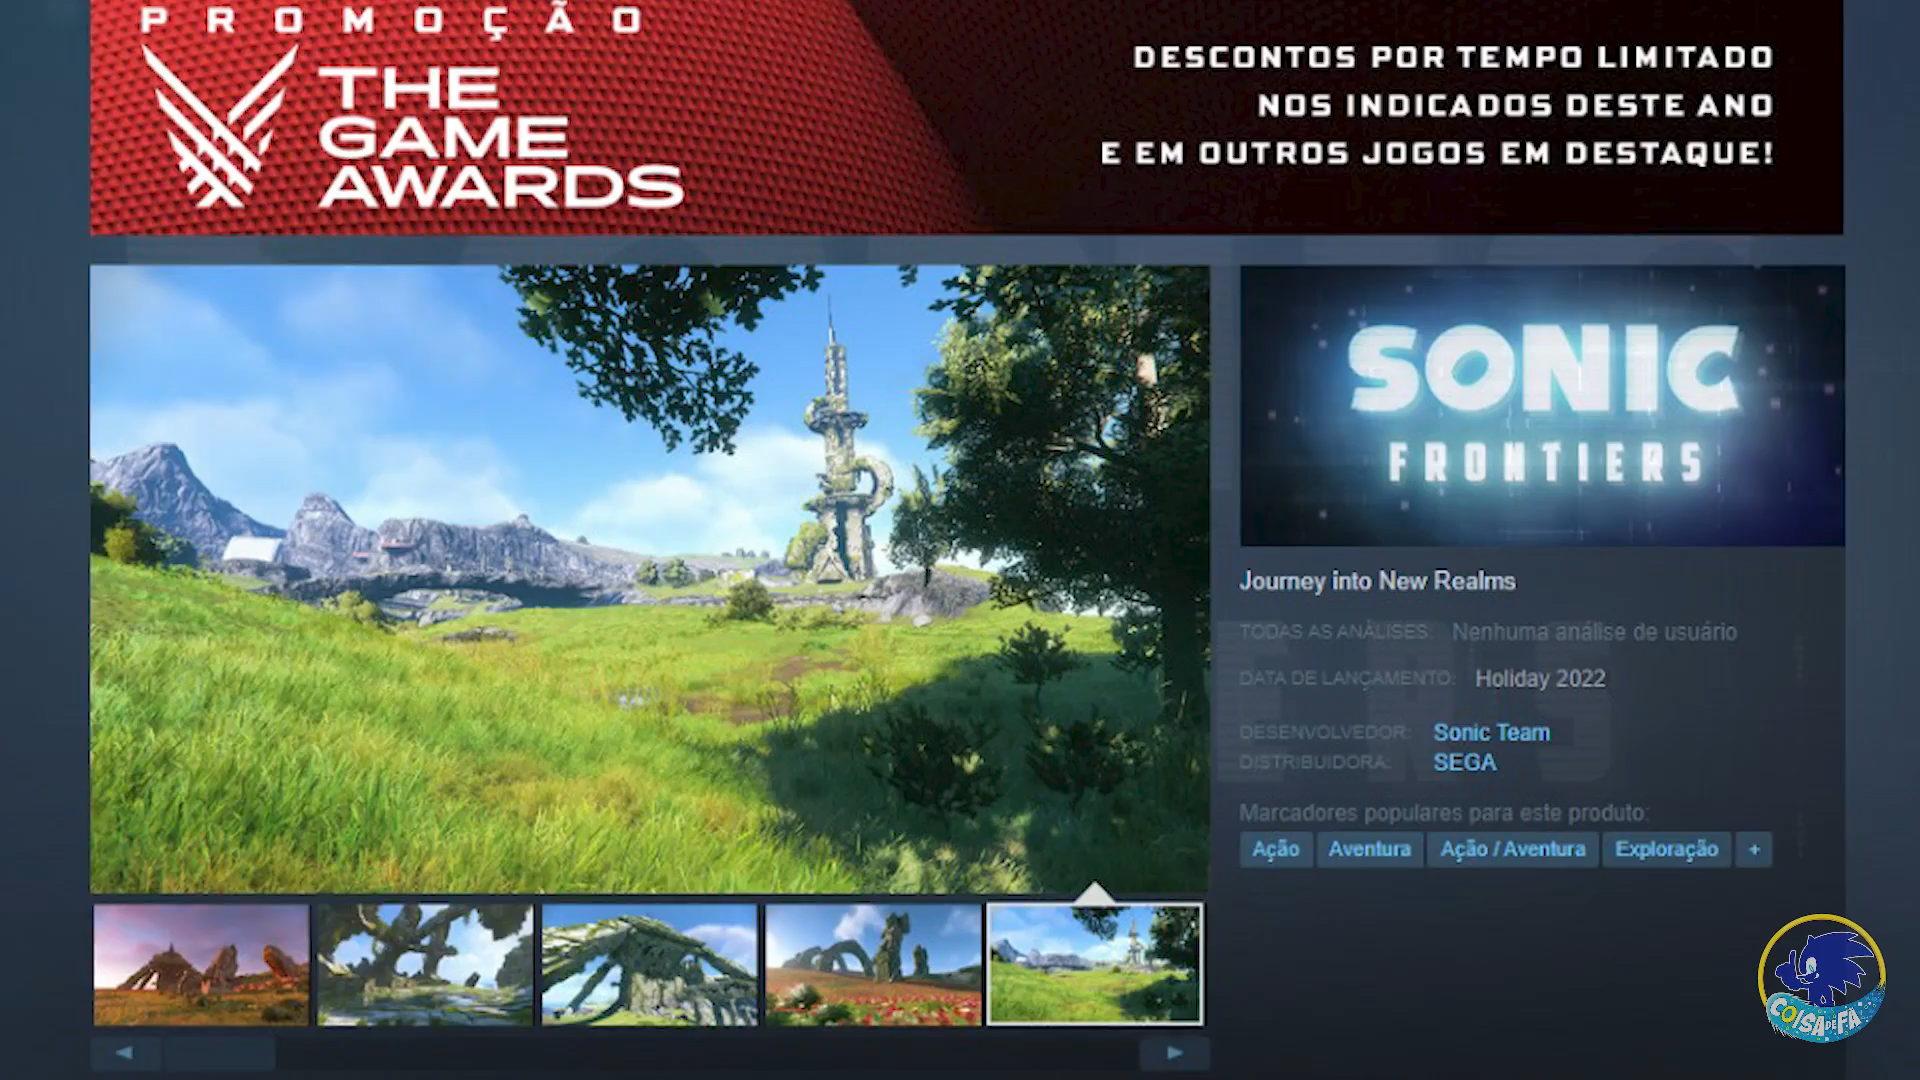 PROMOÇÃO
THE
GAME
AWARDS
DESCONTOS POR TEMPO LIMITADO
NOS INDICADOS DESTE ANO
E EM OUTROS JOGOS EM DESTAQUE!
SONIC
FRONTIERS
Journey into New Realms
TODAS AS ANÁLISES: Nenhuma análise de usuário
DATA DE LANÇAMENTO: Holiday 2022
DESENVOLVEDOR: Sonic Team
DISTRIBUIDORA: SEGA
Marcadores populares para este produto:
Ação Aventura Ação / Aventura Exploração +
COISA DE FÃ